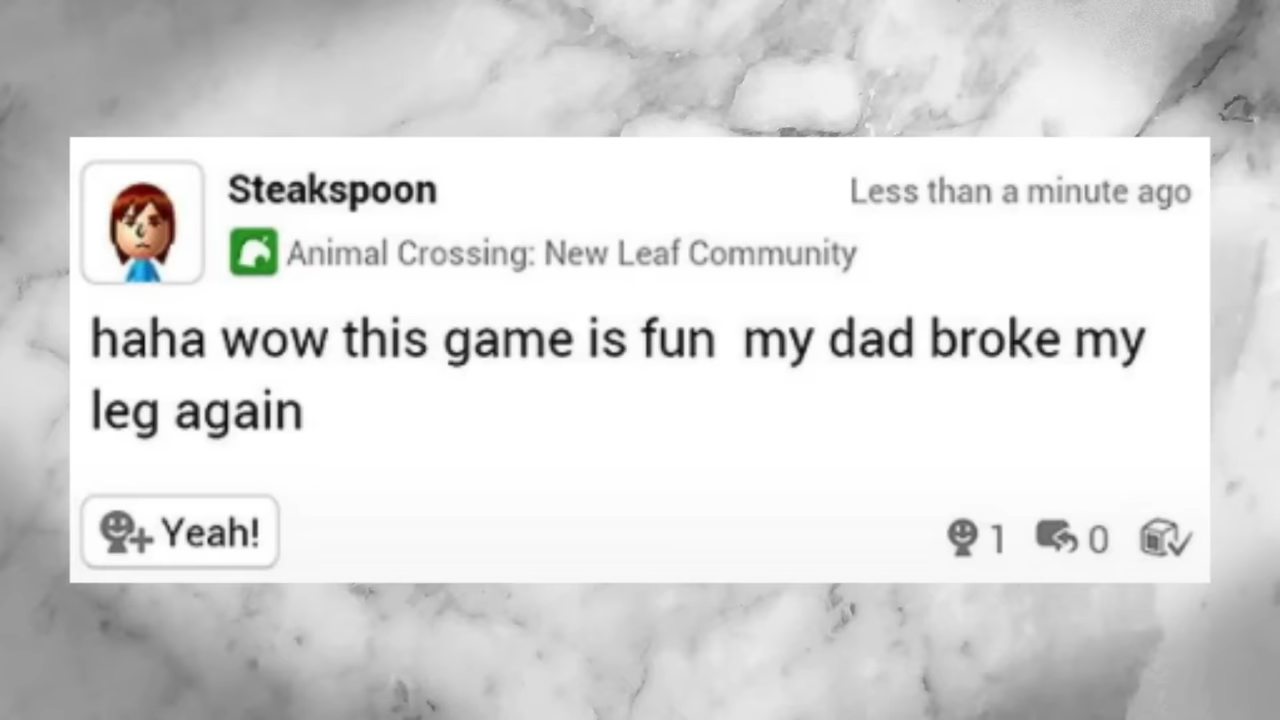 Steakspoon
Less than a minute ago
Animal Crossing: New Leaf Community
haha wow this game is fun  my dad broke my
leg again
Yeah!
1
0